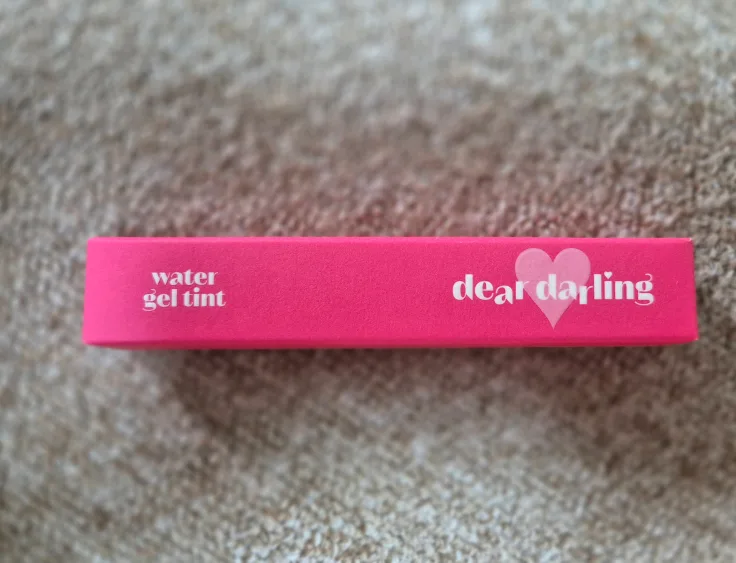 water
gel tint
dear darling